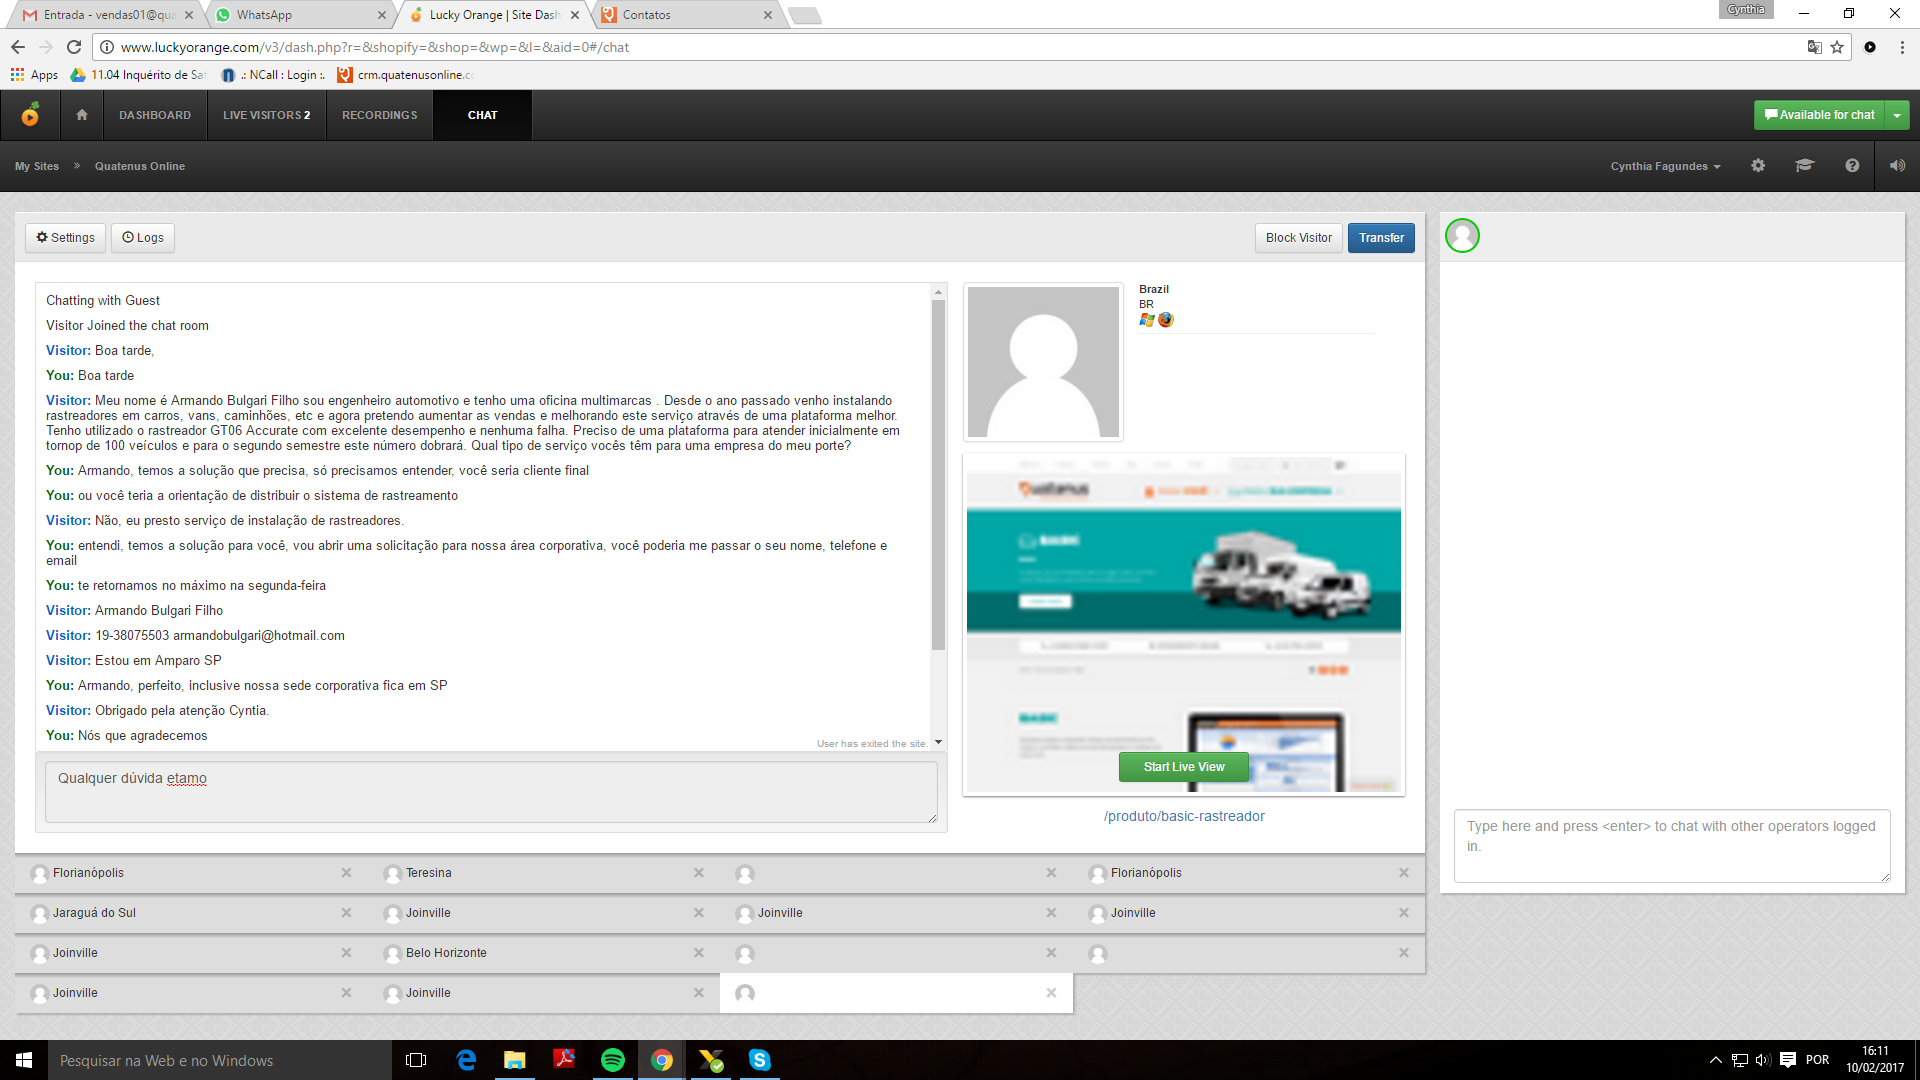 Entrada - vendas01@qua
WhatsApp
Lucky Orange | Site Dash
Contatos
Cynthia
www.luckyorange.com/v3/dash.php?r=&shopify=&shop=&wp=&l=&aid=0#/chat
Apps
11.04 Inquérito de Sat
.: NCall : Login :.
crm.quatenusonline.co
DASHBOARD
LIVE VISITORS 2
RECORDINGS
CHAT
Available for chat
My Sites » Quatenus Online
Cynthia Fagundes
Settings
Logs
Block Visitor
Transfer
Chatting with Guest
Visitor Joined the chat room
Visitor: Boa tarde,
You: Boa tarde
Visitor: Meu nome é Armando Bulgari Filho sou engenheiro automotivo e tenho uma oficina multimarcas . Desde o ano passado venho instalando
rastreadores em carros, vans, caminhões, etc e agora pretendo aumentar as vendas e melhorando este serviço através de uma plataforma melhor.
Tenho utilizado o rastreador GT06 Accurate com excelente desempenho e nenhuma falha. Preciso de uma plataforma para atender inicialmente em
tornop de 100 veículos e para o segundo semestre este número dobrará. Qual tipo de serviço vocês têm para uma empresa do meu porte?
You: Armando, temos a solução que precisa, só precisamos entender, você seria cliente final
You: ou você teria a orientação de distribuir o sistema de rastreamento
Visitor: Não, eu presto serviço de instalação de rastreadores.
You: entendi, temos a solução para você, vou abrir uma solicitação para nossa área corporativa, você poderia me passar o seu nome, telefone e
email
You: te retornamos no máximo na segunda-feira
Visitor: Armando Bulgari Filho
Visitor: 19-38075503 armandobulgari@hotmail.com
Visitor: Estou em Amparo SP
You: Armando, perfeito, inclusive nossa sede corporativa fica em SP
Visitor: Obrigado pela atenção Cyntia.
You: Nós que agradecemos
User has exited the site.
Qualquer dúvida etamo
Brazil
BR
Quatenus
BASIC
BASIC
Start Live View
/produto/basic-rastreador
Type here and press <enter> to chat with other operators logged
in.
Florianópolis
Teresina
Florianópolis
Jaraguá do Sul
Joinville
Joinville
Joinville
Joinville
Belo Horizonte
Joinville
Joinville
Pesquisar na Web e no Windows
POR
16:11
10/02/2017